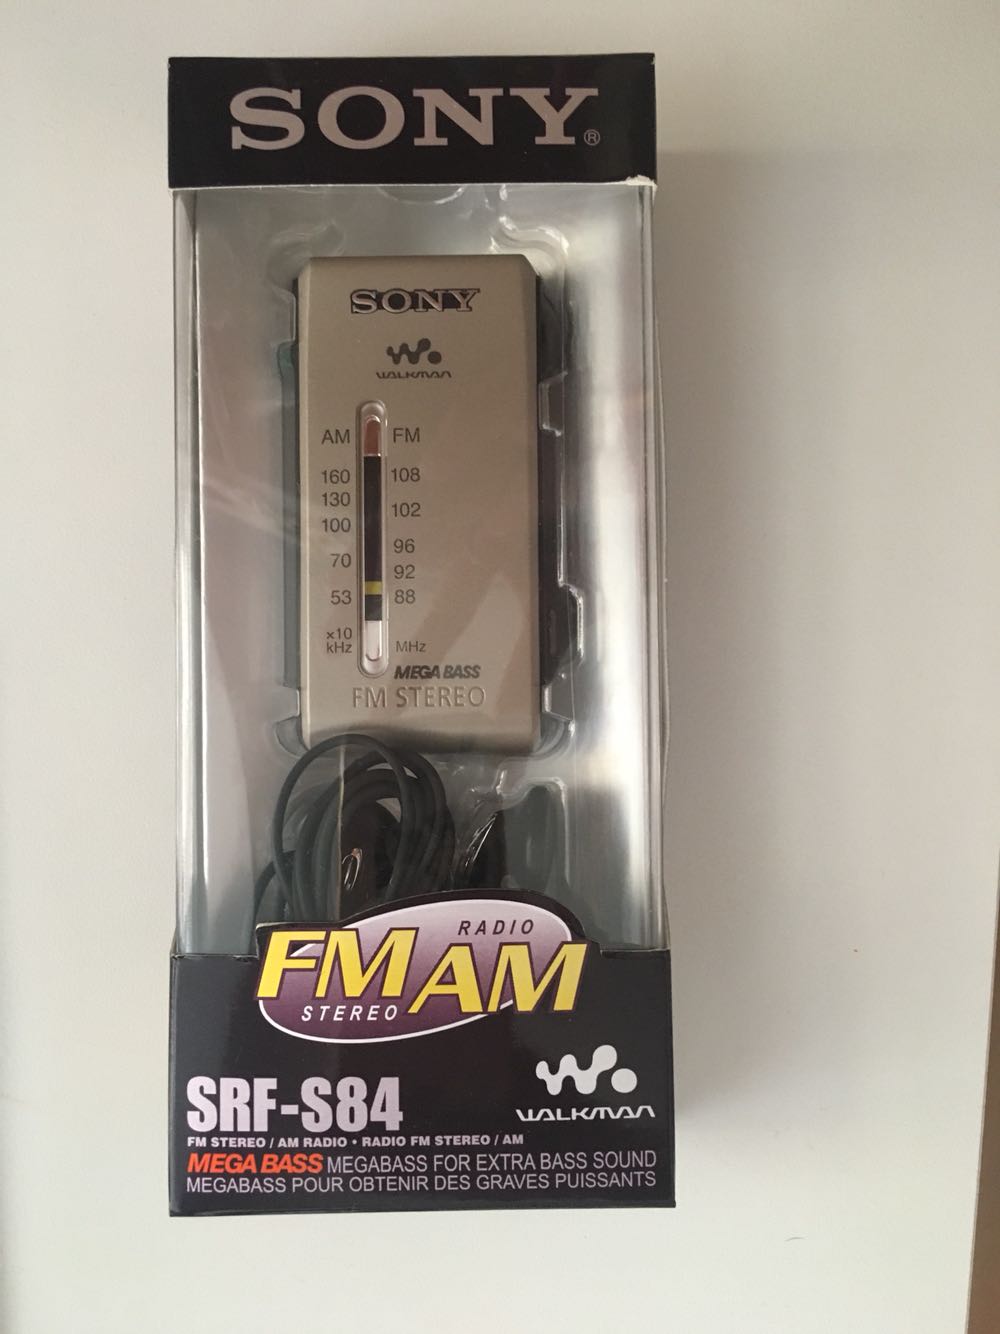 SONY®
SONY
WALKMAN
AM FM
160 108
130
102
100
96
70
92
53 88
×10
kHz MHz
MEGA BASS
FM STEREO
RADIO
FM AM
STEREO
SRF-S84
WALKMAN
FM STEREO / AM RADIO • RADIO FM STEREO / AM
MEGA BASS MEGABASS FOR EXTRA BASS SOUND
MEGABASS POUR OBTENIR DES GRAVES PUISSANTS